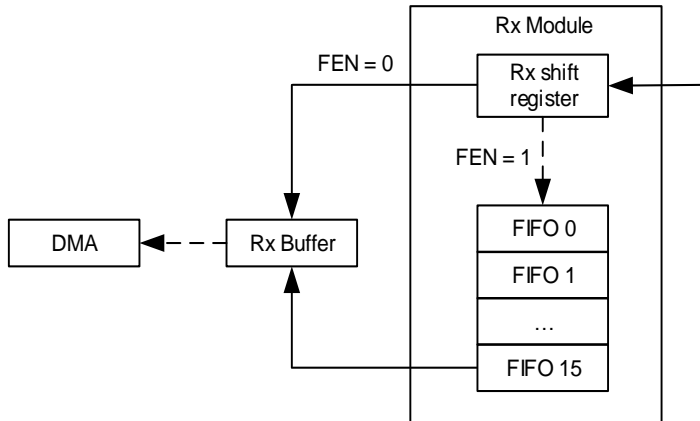 Rx Module
FEN = 0
Rx shift
register
FEN = 1
FIFO 0
DMA
Rx Buffer
FIFO 1
...
FIFO 15